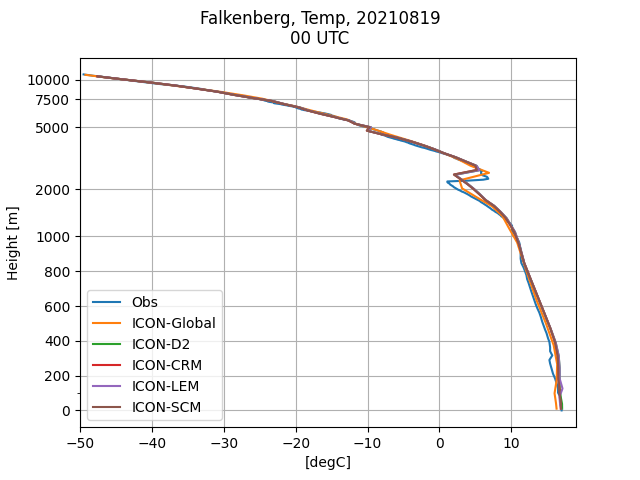 Falkenberg, Temp, 20210819
00 UTC
10000
7500
5000
2000
1000
800
600
400
200
0
Height [m]
Obs
ICON-Global
ICON-D2
ICON-CRM
ICON-LEM
ICON-SCM
−50 −40 −30 −20 −10 0 10
[degC]